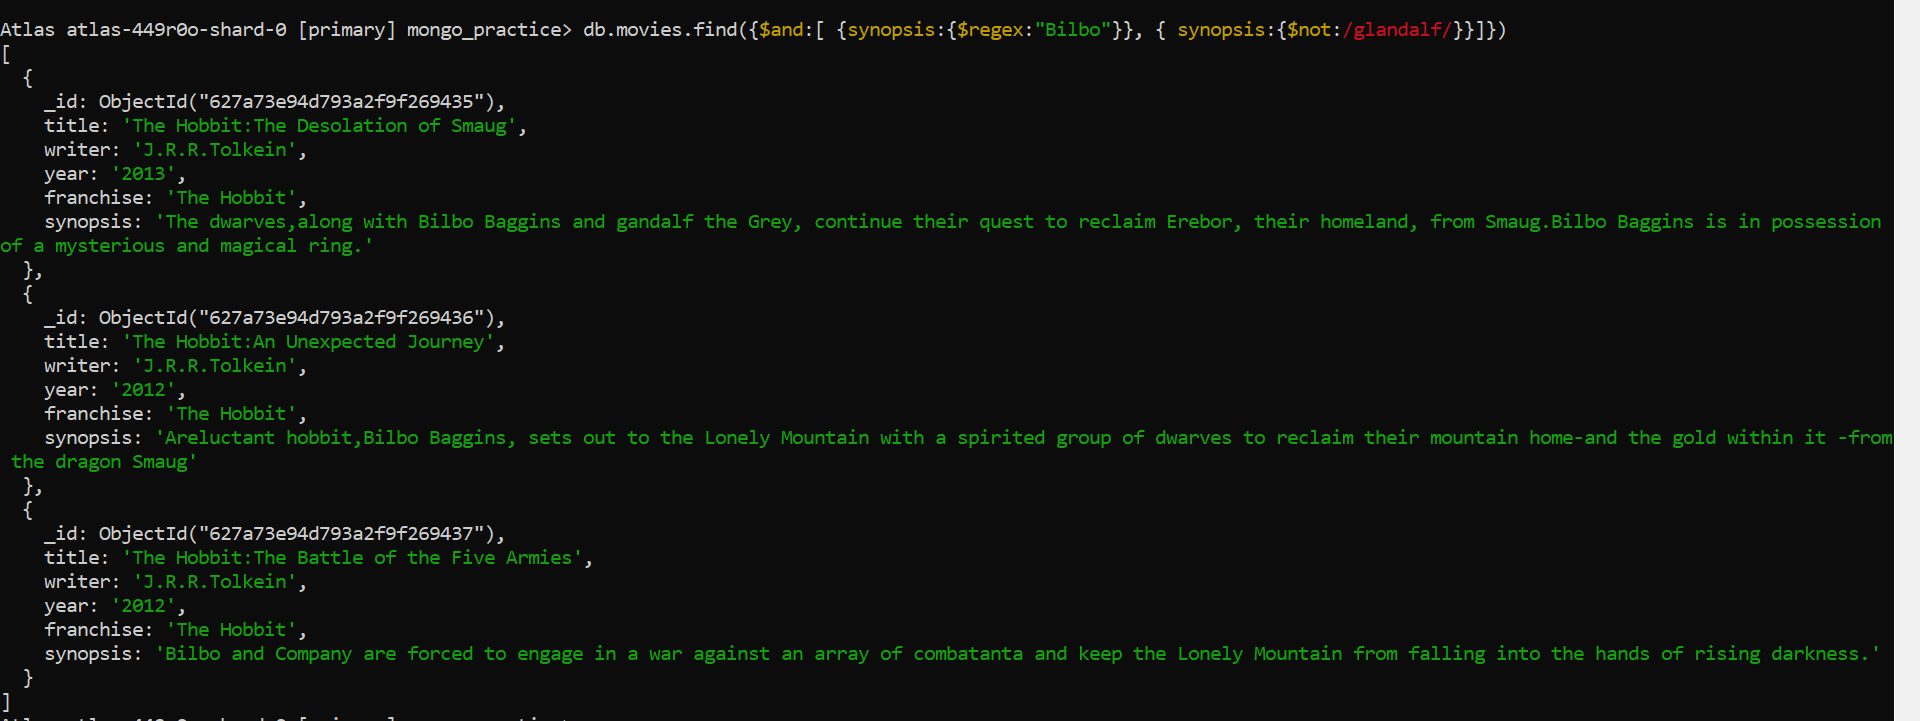 Atlas atlas-449r0o-shard-0 [primary] mongo_practice> db.movies.find({$and:[ {synopsis:{$regex:"Bilbo"}}, { synopsis:{$not:/glandalf/}}]})
[
  {
    _id: ObjectId("627a73e94d793a2f9f269435"),
    title: 'The Hobbit:The Desolation of Smaug',
    writer: 'J.R.R.Tolkein',
    year: '2013',
    franchise: 'The Hobbit',
    synopsis: 'The dwarves,along with Bilbo Baggins and gandalf the Grey, continue their quest to reclaim Erebor, their homeland, from Smaug.Bilbo Baggins is in possession
of a mysterious and magical ring.'
  },
  {
    _id: ObjectId("627a73e94d793a2f9f269436"),
    title: 'The Hobbit:An Unexpected Journey',
    writer: 'J.R.R.Tolkein',
    year: '2012',
    franchise: 'The Hobbit',
    synopsis: 'Areluctant hobbit,Bilbo Baggins, sets out to the Lonely Mountain with a spirited group of dwarves to reclaim their mountain home-and the gold within it -from
 the dragon Smaug'
  },
  {
    _id: ObjectId("627a73e94d793a2f9f269437"),
    title: 'The Hobbit:The Battle of the Five Armies',
    writer: 'J.R.R.Tolkein',
    year: '2012',
    franchise: 'The Hobbit',
    synopsis: 'Bilbo and Company are forced to engage in a war against an array of combatanta and keep the Lonely Mountain from falling into the hands of rising darkness.'
  }
]